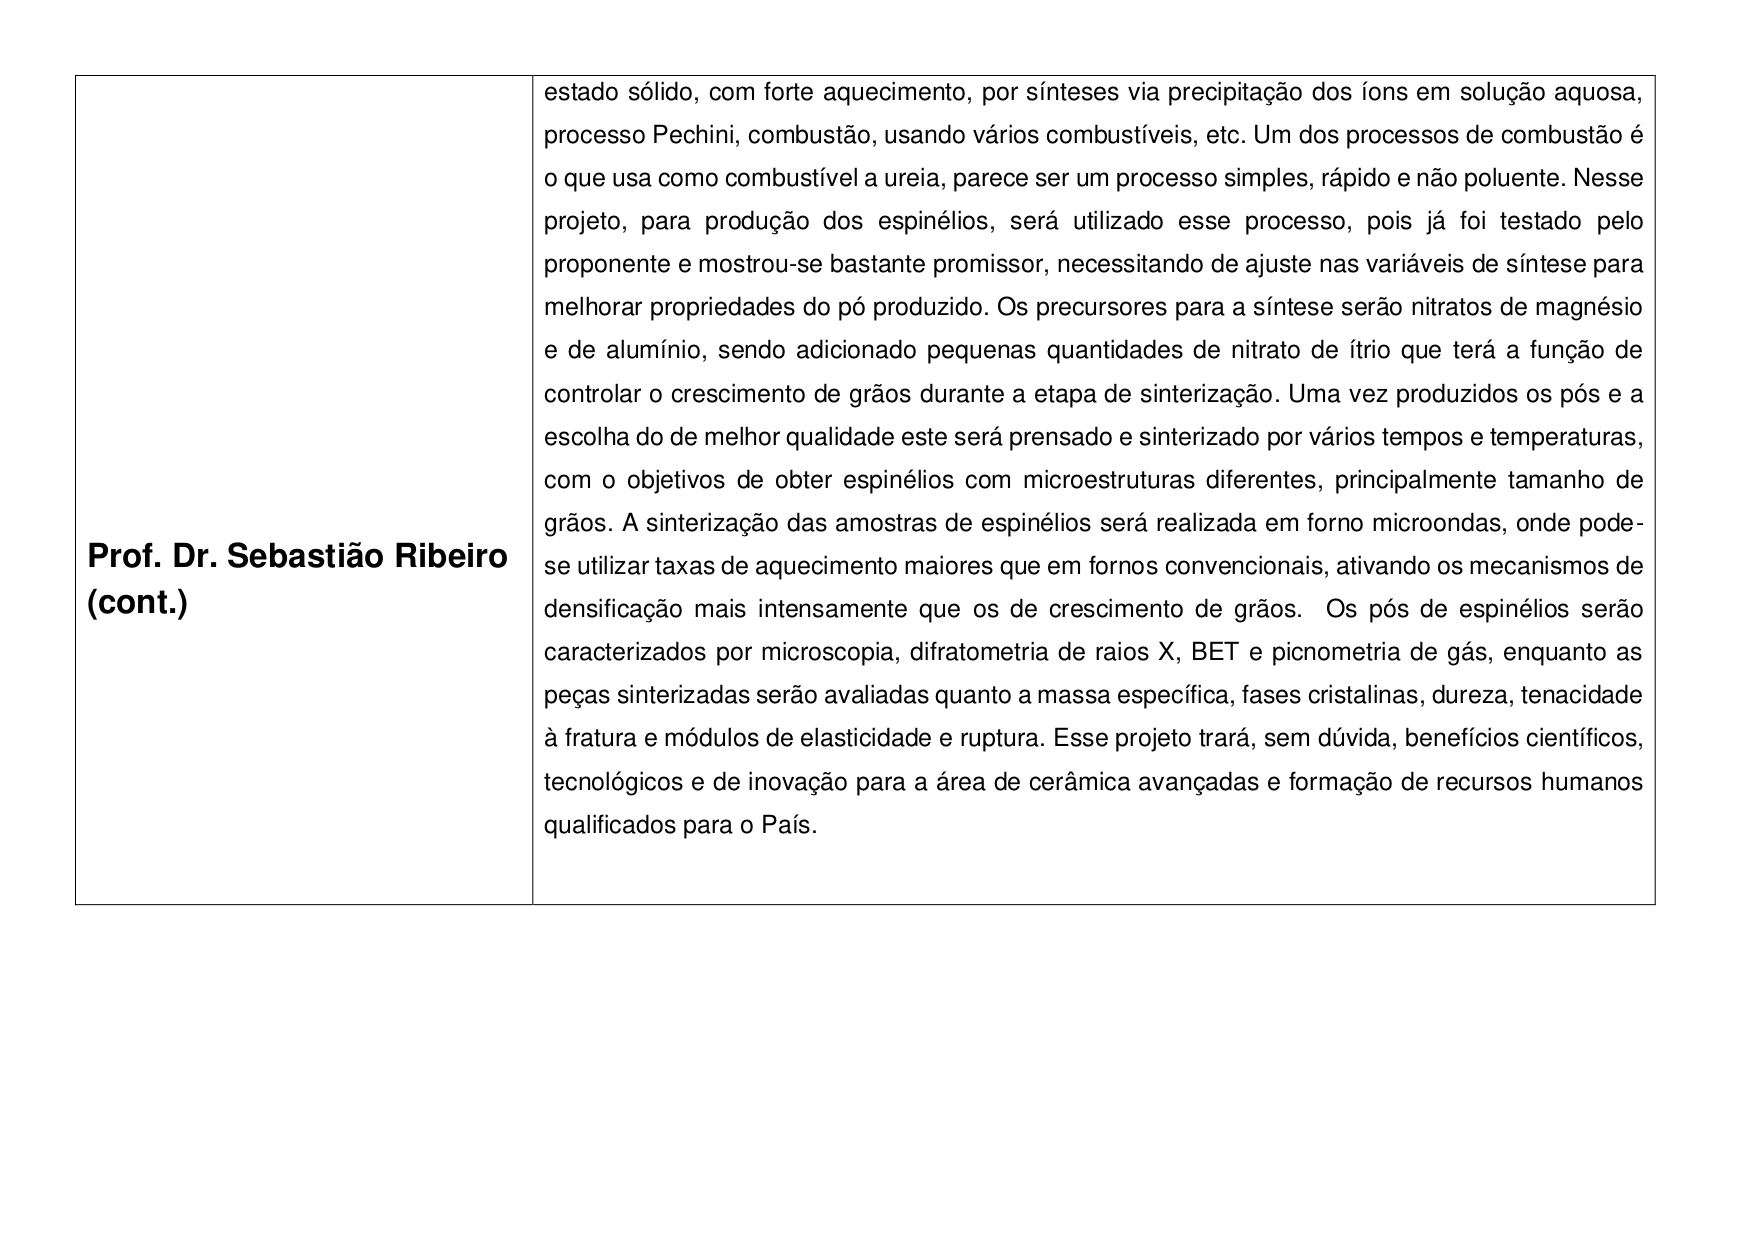 Prof. Dr. Sebastião Ribeiro
(cont.)
estado sólido, com forte aquecimento, por sínteses via precipitação dos íons em solução aquosa,
processo Pechini, combustão, usando vários combustíveis, etc. Um dos processos de combustão é
o que usa como combustível a ureia, parece ser um processo simples, rápido e não poluente. Nesse
projeto, para produção dos espinélios, será utilizado esse processo, pois já foi testado pelo
proponente e mostrou-se bastante promissor, necessitando de ajuste nas variáveis de síntese para
melhorar propriedades do pó produzido. Os precursores para a síntese serão nitratos de magnésio
e de alumínio, sendo adicionado pequenas quantidades de nitrato de ítrio que terá a função de
controlar o crescimento de grãos durante a etapa de sinterização. Uma vez produzidos os pós e a
escolha do de melhor qualidade este será prensado e sinterizado por vários tempos e temperaturas,
com o objetivos de obter espinélios com microestruturas diferentes, principalmente tamanho de
grãos. A sinterização das amostras de espinélios será realizada em forno microondas, onde pode-
se utilizar taxas de aquecimento maiores que em fornos convencionais, ativando os mecanismos de
densificação mais intensamente que os de crescimento de grãos.  Os pós de espinélios serão
caracterizados por microscopia, difratometria de raios X, BET e picnometria de gás, enquanto as
peças sinterizadas serão avaliadas quanto a massa específica, fases cristalinas, dureza, tenacidade
à fratura e módulos de elasticidade e ruptura. Esse projeto trará, sem dúvida, benefícios científicos,
tecnológicos e de inovação para a área de cerâmica avançadas e formação de recursos humanos
qualificados para o País.